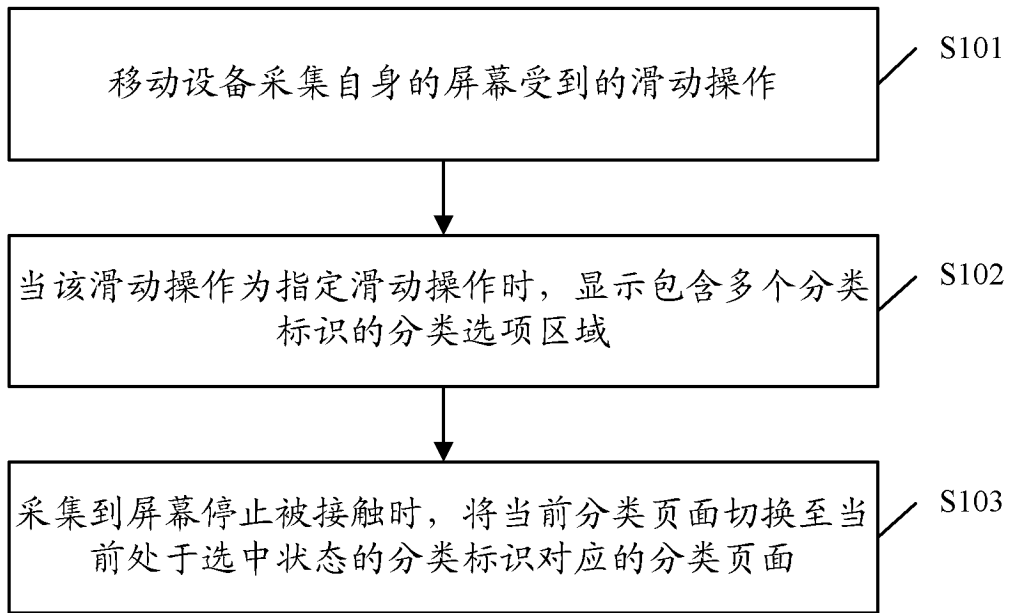 移动设备采集自身的屏幕受到的滑动操作
S101
当该滑动操作为指定滑动操作时，显示包含多个分类
标识的分类选项区域
S102
采集到屏幕停止被接触时，将当前分类页面切换至当
前处于选中状态的分类标识对应的分类页面
S103